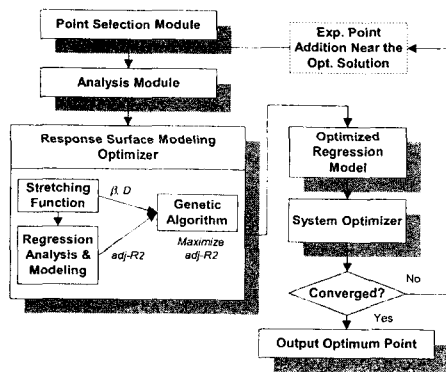 Point Selection Module
Exp. Point
Addition Near the
Opt. Solution
Analysis Module
Response Surface Modeling
Optimizer
Stretching
Function
β, D
Genetic
Algorithm
Regression
Analysis &
Modeling
adj-R2
Maximize
adj-R2
Optimized
Regression
Model
System Optimizer
Converged?
No
Yes
Output Optimum Point